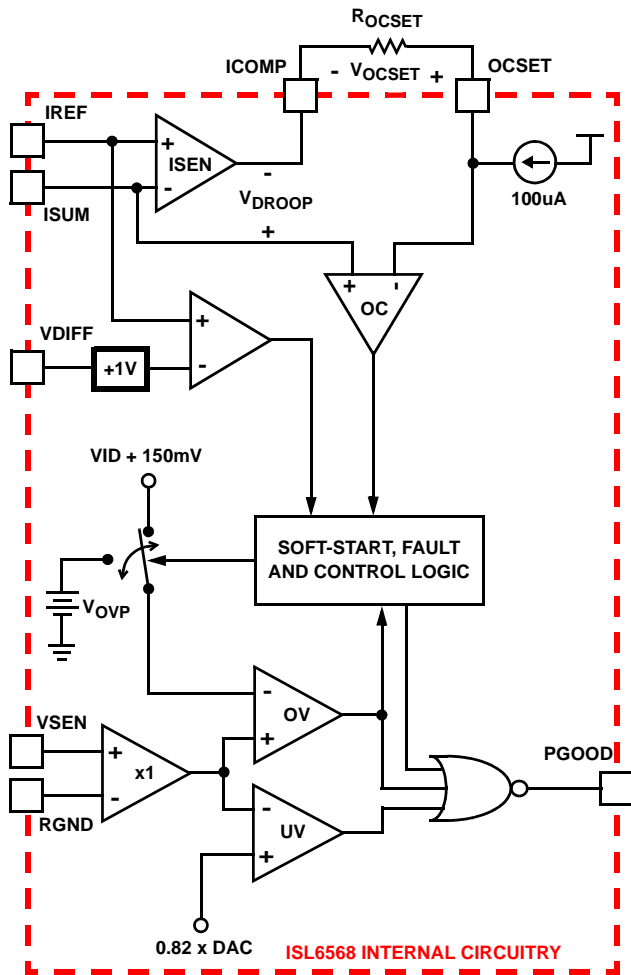 ROCSET
ICOMP
- VOCSET +
OCSET
IREF
+
ISEN
-
ISUM
-
VDROOP
+
100uA
+ -
OC
VDIFF
+1V
+
-
VID + 150mV
SOFT-START, FAULT
AND CONTROL LOGIC
VOVP
VSEN
+
x1
-
RGND
-
OV
+
-
UV
+
PGOOD
0.82 x DAC
ISL6568 INTERNAL CIRCUITRY